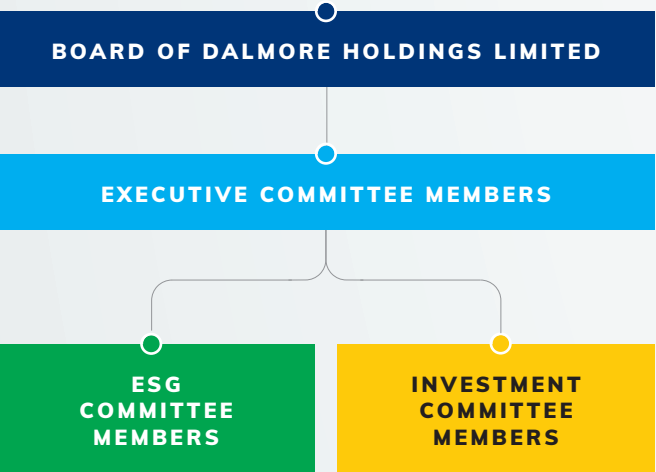 BOARD OF DALMORE HOLDINGS LIMITED
EXECUTIVE COMMITTEE MEMBERS
ESG
COMMITTEE
MEMBERS
INVESTMENT
COMMITTEE
MEMBERS